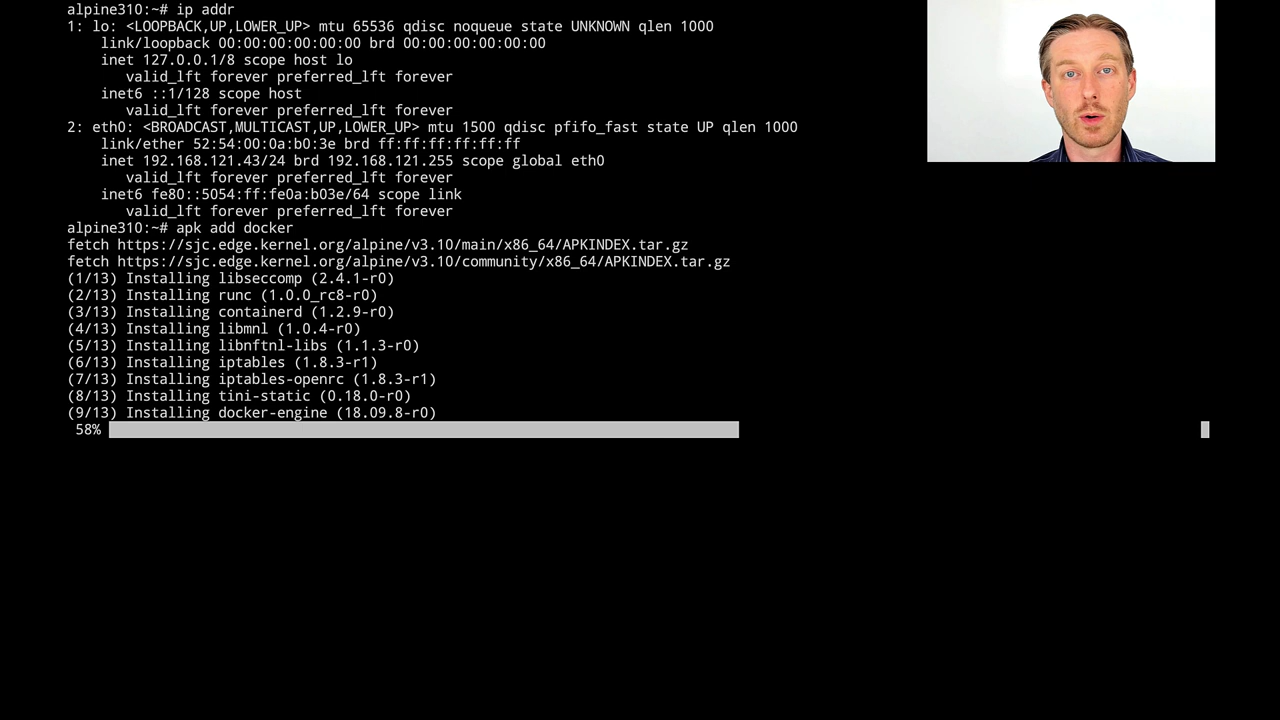 alpine310:~# ip addr
1: lo: <LOOPBACK,UP,LOWER_UP> mtu 65536 qdisc noqueue state UNKNOWN qlen 1000
    link/loopback 00:00:00:00:00:00 brd 00:00:00:00:00:00
    inet 127.0.0.1/8 scope host lo
       valid_lft forever preferred_lft forever
    inet6 ::1/128 scope host
       valid_lft forever preferred_lft forever
2: eth0: <BROADCAST,MULTICAST,UP,LOWER_UP> mtu 1500 qdisc pfifo_fast state UP qlen 1000
    link/ether 52:54:00:0a:b0:3e brd ff:ff:ff:ff:ff:ff
    inet 192.168.121.43/24 brd 192.168.121.255 scope global eth0
       valid_lft forever preferred_lft forever
    inet6 fe80::5054:ff:fe0a:b03e/64 scope link
       valid_lft forever preferred_lft forever
alpine310:~# apk add docker
fetch https://sjc.edge.kernel.org/alpine/v3.10/main/x86_64/APKINDEX.tar.gz
fetch https://sjc.edge.kernel.org/alpine/v3.10/community/x86_64/APKINDEX.tar.gz
(1/13) Installing libseccomp (2.4.1-r0)
(2/13) Installing runc (1.0.0_rc8-r0)
(3/13) Installing containerd (1.2.9-r0)
(4/13) Installing libmnl (1.0.4-r0)
(5/13) Installing libnftnl-libs (1.1.3-r0)
(6/13) Installing iptables (1.8.3-r1)
(7/13) Installing iptables-openrc (1.8.3-r1)
(8/13) Installing tini-static (0.18.0-r0)
(9/13) Installing docker-engine (18.09.8-r0)
 58%